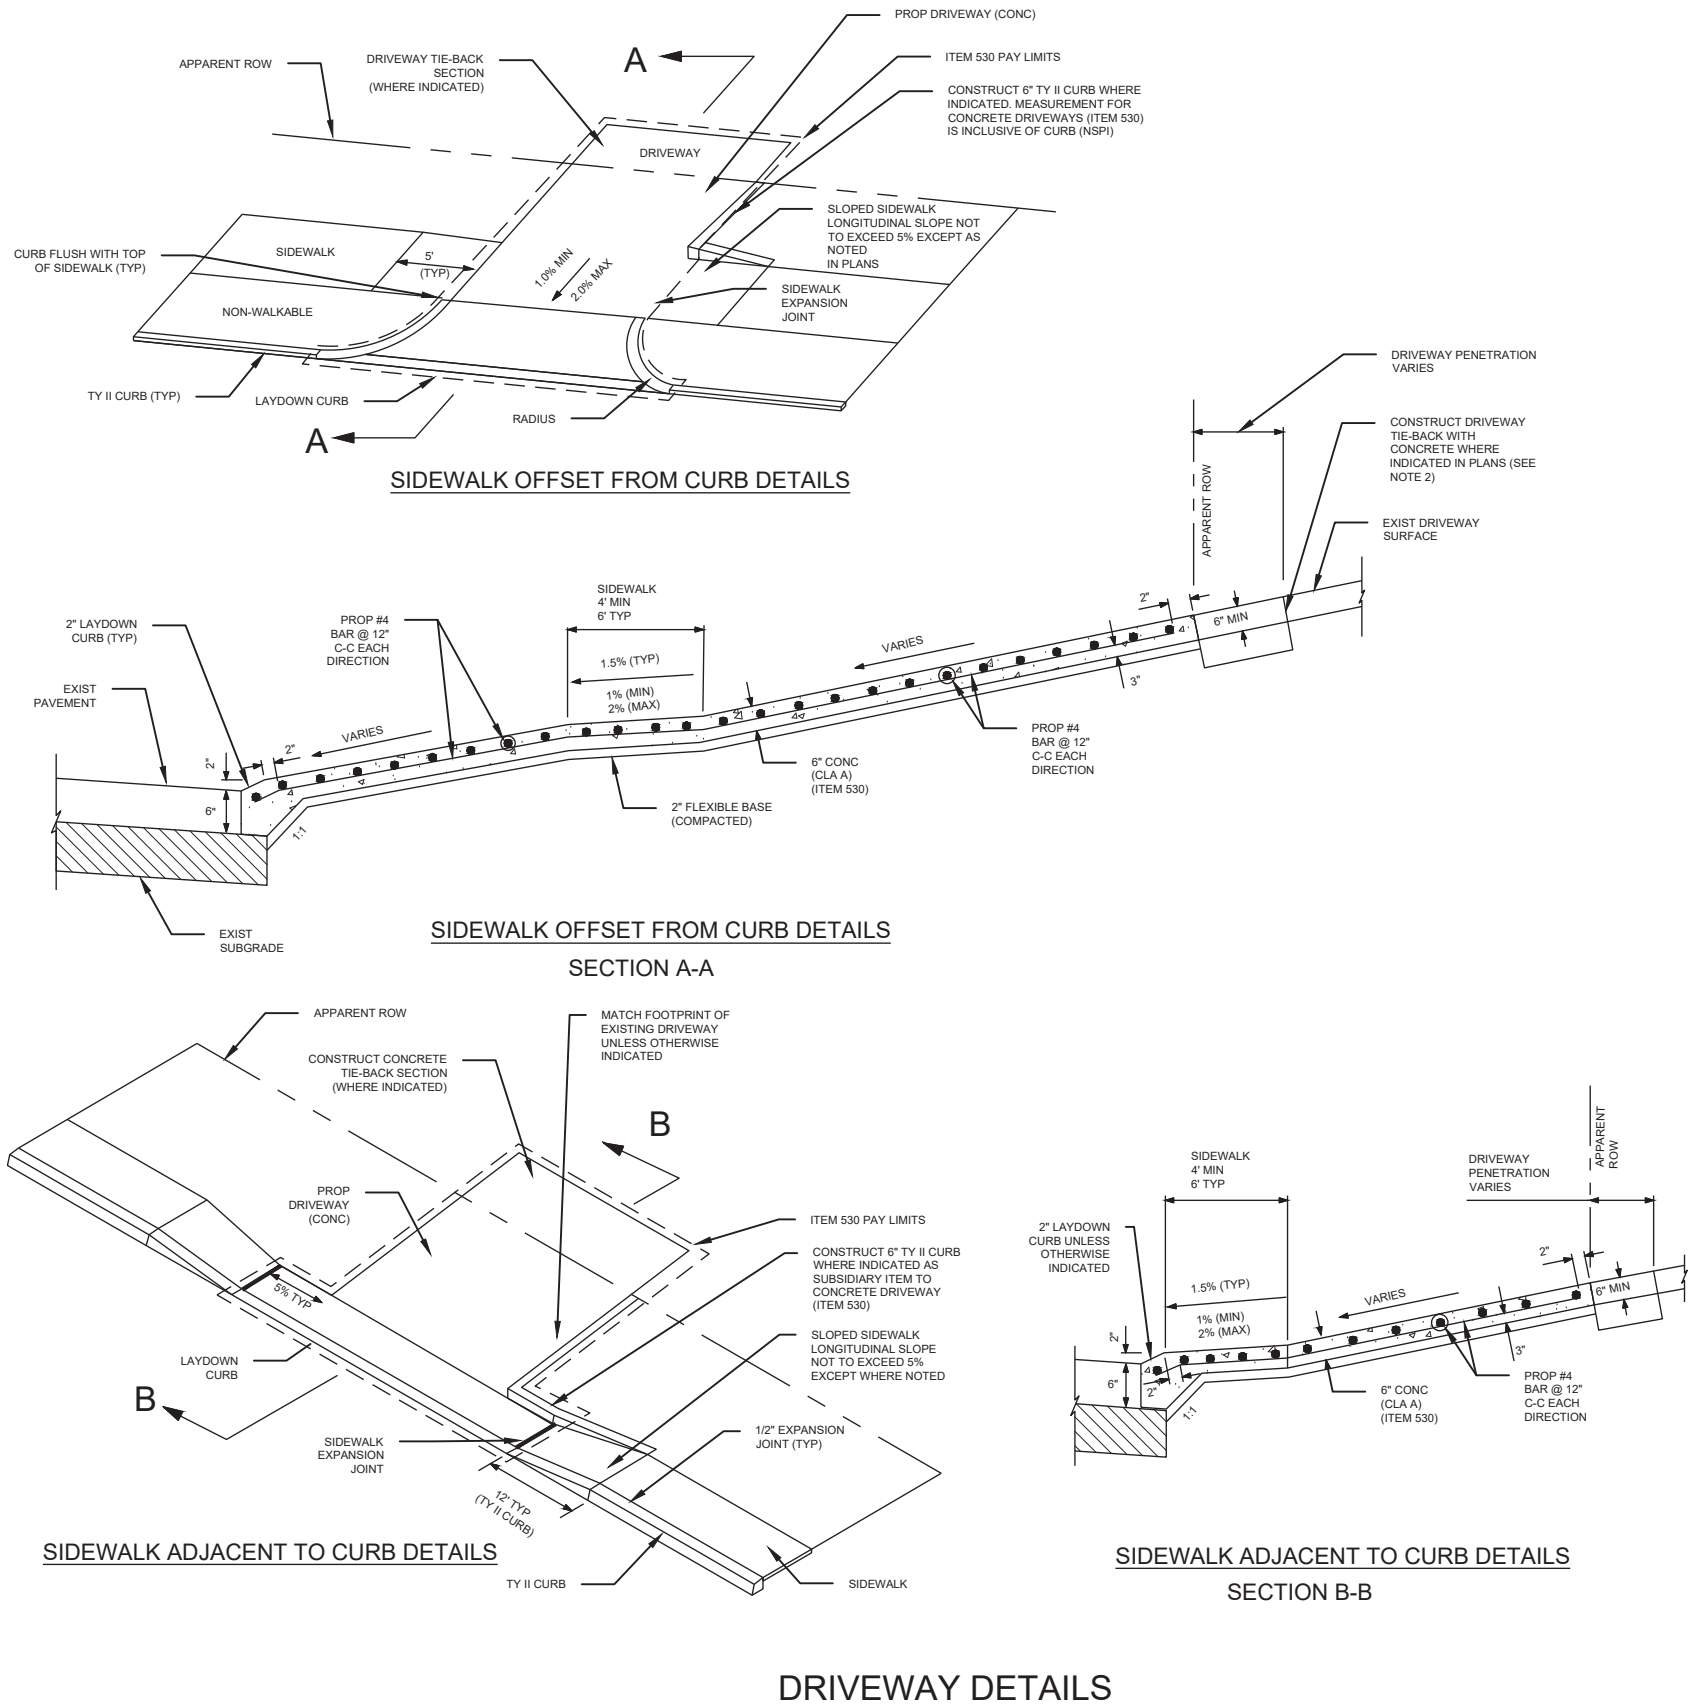 PROP DRIVEWAY (CONC)
A
APPARENT ROW
DRIVEWAY TIE-BACK
SECTION
(WHERE INDICATED)
ITEM 530 PAY LIMITS
CONSTRUCT 6" TY II CURB WHERE
INDICATED. MEASUREMENT FOR
CONCRETE DRIVEWAYS (ITEM 530)
IS INCLUSIVE OF CURB (NSPI)
DRIVEWAY
SLOPED SIDEWALK
LONGITUDINAL SLOPE NOT
TO EXCEED 5% EXCEPT AS
NOTED
IN PLANS
CURB FLUSH WITH TOP
OF SIDEWALK (TYP)
SIDEWALK
5'
(TYP)
1.0% MIN
2.0% MAX
SIDEWALK
EXPANSION
JOINT
NON-WALKABLE
TY II CURB (TYP)
LAYDOWN CURB
RADIUS
A
SIDEWALK OFFSET FROM CURB DETAILS
DRIVEWAY PENETRATION
VARIES
CONSTRUCT DRIVEWAY
TIE-BACK WITH
CONCRETE WHERE
INDICATED IN PLANS (SEE
NOTE 2)
APPARENT ROW
EXIST DRIVEWAY
SURFACE
SIDEWALK
4' MIN
6' TYP
2"
6" MIN
2" LAYDOWN
CURB (TYP)
PROP #4
BAR @ 12"
C-C EACH
DIRECTION
VARIES
1.5% (TYP)
1% (MIN)
2% (MAX)
3"
EXIST
PAVEMENT
VARIES
2"
2"
6"
1:1
PROP #4
BAR @ 12"
C-C EACH
DIRECTION
6" CONC
(CLA A)
(ITEM 530)
2" FLEXIBLE BASE
(COMPACTED)
EXIST
SUBGRADE
SIDEWALK OFFSET FROM CURB DETAILS
SECTION A-A
APPARENT ROW
MATCH FOOTPRINT OF
EXISTING DRIVEWAY
UNLESS OTHERWISE
INDICATED
CONSTRUCT CONCRETE
TIE-BACK SECTION
(WHERE INDICATED)
B
PROP
DRIVEWAY
(CONC)
ITEM 530 PAY LIMITS
CONSTRUCT 6" TY II CURB
WHERE INDICATED AS
SUBSIDIARY ITEM TO
CONCRETE DRIVEWAY
(ITEM 530)
5% TYP
SLOPED SIDEWALK
LONGITUDINAL SLOPE
NOT TO EXCEED 5%
EXCEPT WHERE NOTED
LAYDOWN
CURB
B
SIDEWALK
EXPANSION
JOINT
1/2" EXPANSION
JOINT (TYP)
12' TYP
(TY II CURB)
SIDEWALK ADJACENT TO CURB DETAILS
TY II CURB
SIDEWALK
APPARENT
ROW
SIDEWALK
4' MIN
6' TYP
DRIVEWAY
PENETRATION
VARIES
2" LAYDOWN
CURB UNLESS
OTHERWISE
INDICATED
2"
1.5% (TYP)
VARIES
6" MIN
1% (MIN)
2% (MAX)
2"
3"
6"
2"
1:1
6" CONC
(CLA A)
(ITEM 530)
PROP #4
BAR @ 12"
C-C EACH
DIRECTION
SIDEWALK ADJACENT TO CURB DETAILS
SECTION B-B
DRIVEWAY DETAILS